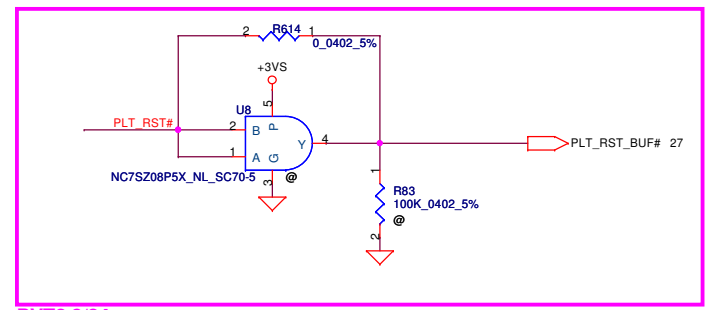 2 R614 1
0_0402_5%
+3VS
U8
5
PLT_RST#
2 B P
Y 4
1 A G
PLT_RST_BUF# 27
NC7SZ08P5X_NL_SC70-5
3
@
1
R83
100K_0402_5%
@
2